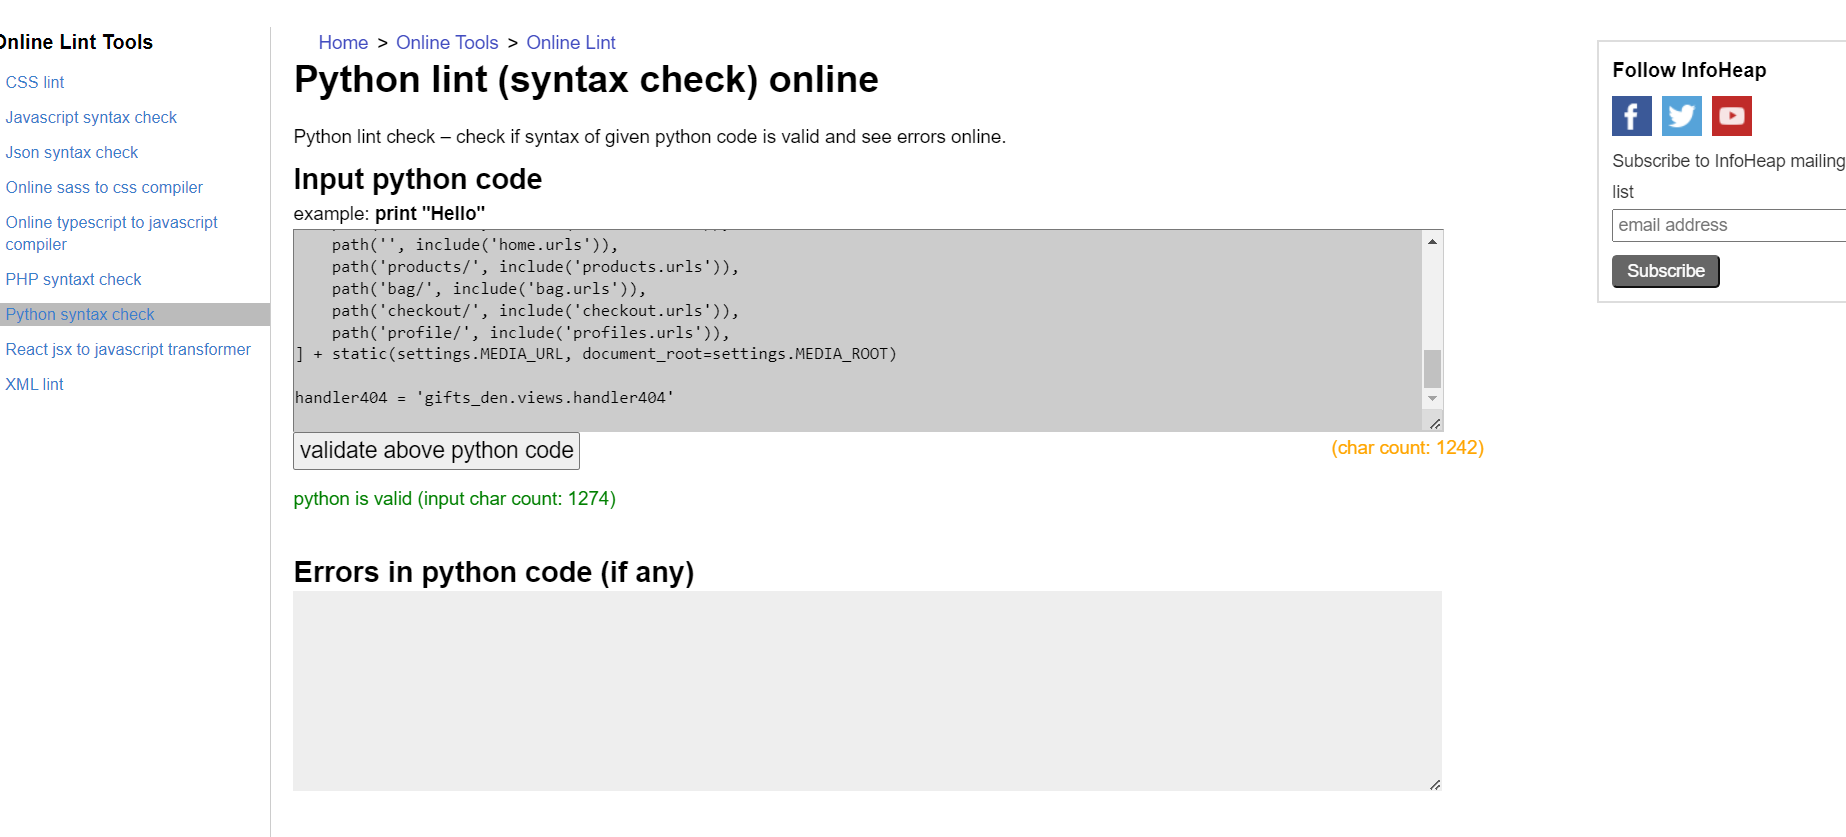 Online Lint Tools
CSS lint
Javascript syntax check
Json syntax check
Online sass to css compiler
Online typescript to javascript
compiler
PHP syntaxt check
Python syntax check
React jsx to javascript transformer
XML lint
Home > Online Tools > Online Lint
Python lint (syntax check) online
Python lint check – check if syntax of given python code is valid and see errors online.
Input python code
example: print "Hello"
path('', include('home.urls')),
path('products/', include('products.urls')),
path('bag/', include('bag.urls')),
path('checkout/', include('checkout.urls')),
path('profile/', include('profiles.urls')),
] + static(settings.MEDIA_URL, document_root=settings.MEDIA_ROOT)
handler404 = 'gifts_den.views.handler404'
validate above python code
(char count: 1242)
python is valid (input char count: 1274)
Errors in python code (if any)
Follow InfoHeap
Subscribe to InfoHeap mailing
list
email address
Subscribe